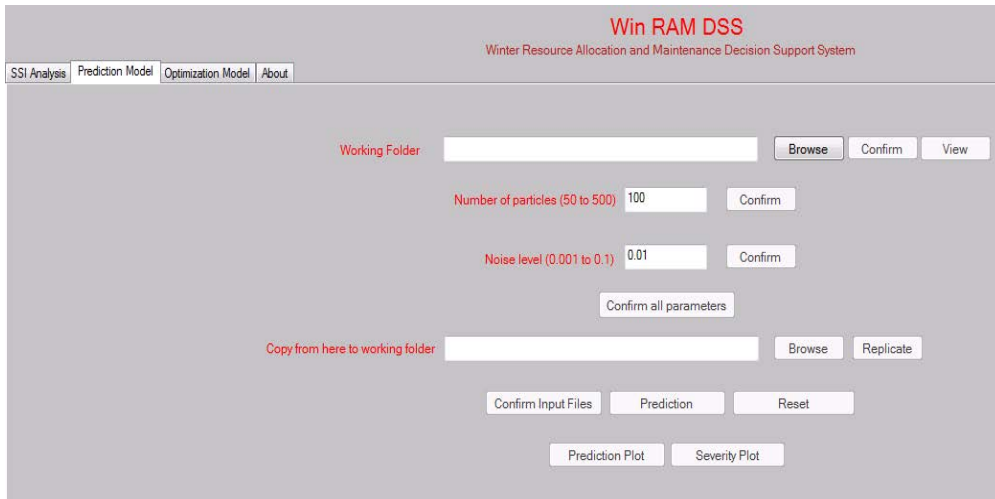 Win RAM DSS
Winter Resource Allocation and Maintenance Decision Support System
SSI Analysis Prediction Model Optimization Model About
Working Folder Browse Confirm View
Number of particles (50 to 500) 100 Confirm
Noise level (0.001 to 0.1) 0.01 Confirm
Confirm all parameters
Copy from here to working folder Browse Replicate
Confirm Input Files Prediction Reset
Prediction Plot Severity Plot